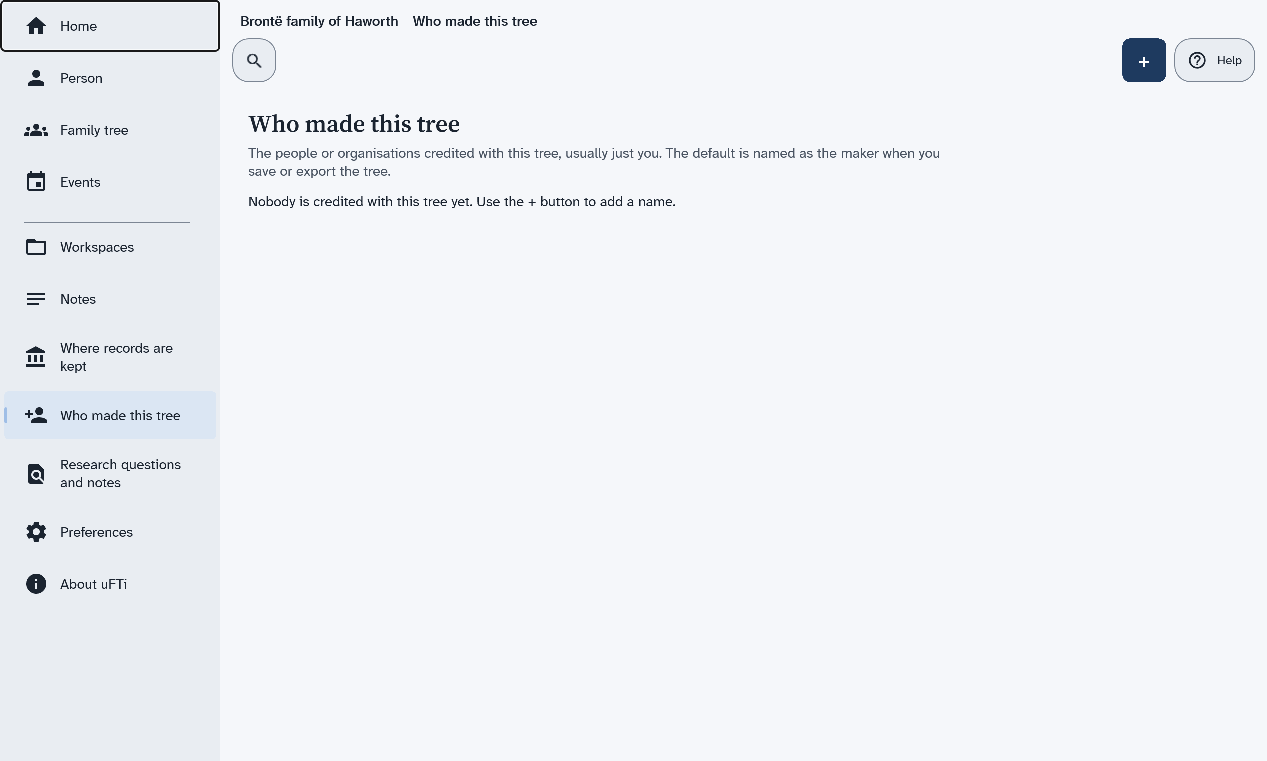 Home
Person
Family tree
Events
Workspaces
Notes
Where records are
kept
Who made this tree
Research questions
and notes
Preferences
About uFTi
Brontë family of Haworth Who made this tree
+
Help
Who made this tree
The people or organisations credited with this tree, usually just you. The default is named as the maker when you
save or export the tree.
Nobody is credited with this tree yet. Use the + button to add a name.